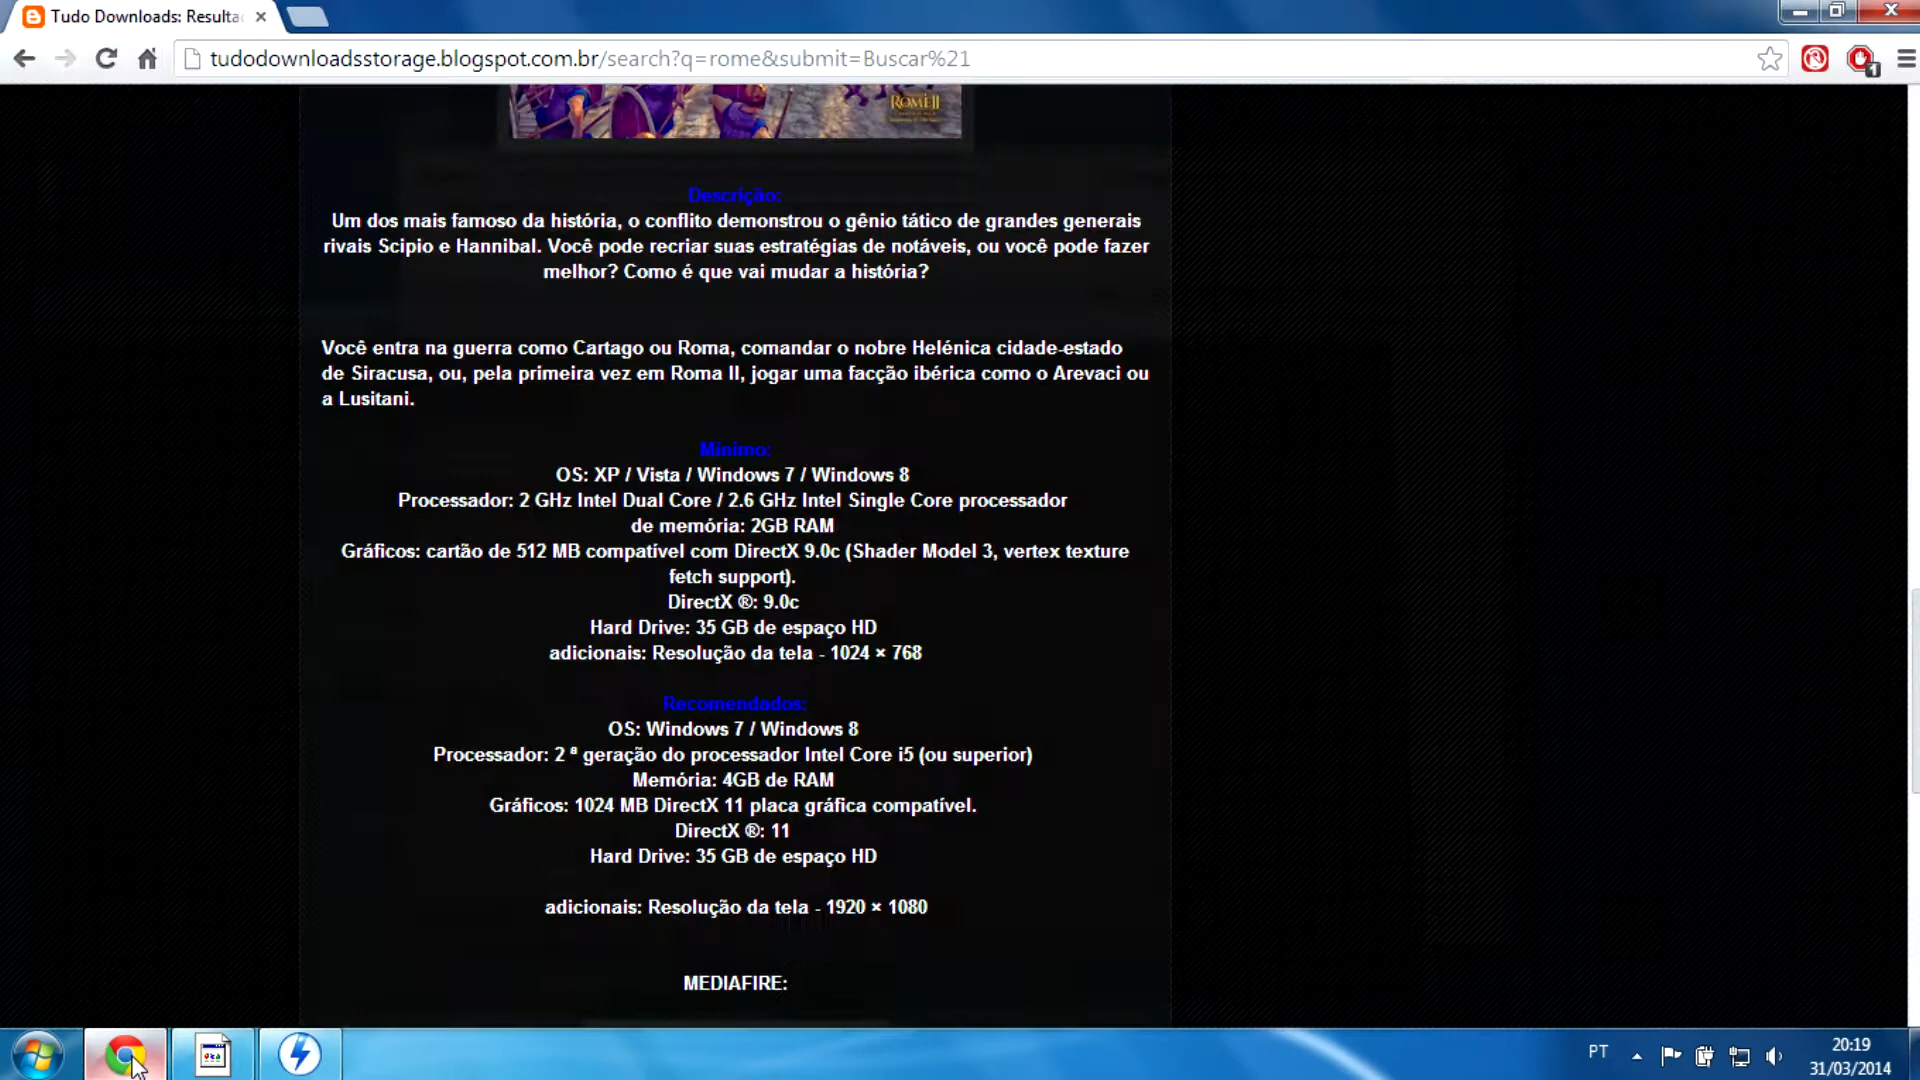 Tudo Downloads: Resulta
tudodownloadsstorage.blogspot.com.br/search?q=rome&submit=Buscar%21
1
ROME II
Descrição:
Um dos mais famoso da história, o conflito demonstrou o gênio tático de grandes generais
rivais Scipio e Hannibal. Você pode recriar suas estratégias de notáveis, ou você pode fazer
melhor? Como é que vai mudar a história?
Você entra na guerra como Cartago ou Roma, comandar o nobre Helénica cidade-estado
de Siracusa, ou, pela primeira vez em Roma II, jogar uma facção ibérica como o Arevaci ou
a Lusitani.
Mínimo:
OS: XP / Vista / Windows 7 / Windows 8
Processador: 2 GHz Intel Dual Core / 2.6 GHz Intel Single Core processador
de memória: 2GB RAM
Gráficos: cartão de 512 MB compatível com DirectX 9.0c (Shader Model 3, vertex texture
fetch support).
DirectX ®: 9.0c
Hard Drive: 35 GB de espaço HD
adicionais: Resolução da tela - 1024 × 768
Recomendados:
OS: Windows 7 / Windows 8
Processador: 2 ª geração do processador Intel Core i5 (ou superior)
Memória: 4GB de RAM
Gráficos: 1024 MB DirectX 11 placa gráfica compatível.
DirectX ®: 11
Hard Drive: 35 GB de espaço HD
adicionais: Resolução da tela - 1920 × 1080
MEDIAFIRE:
PT
20:19
31/03/2014